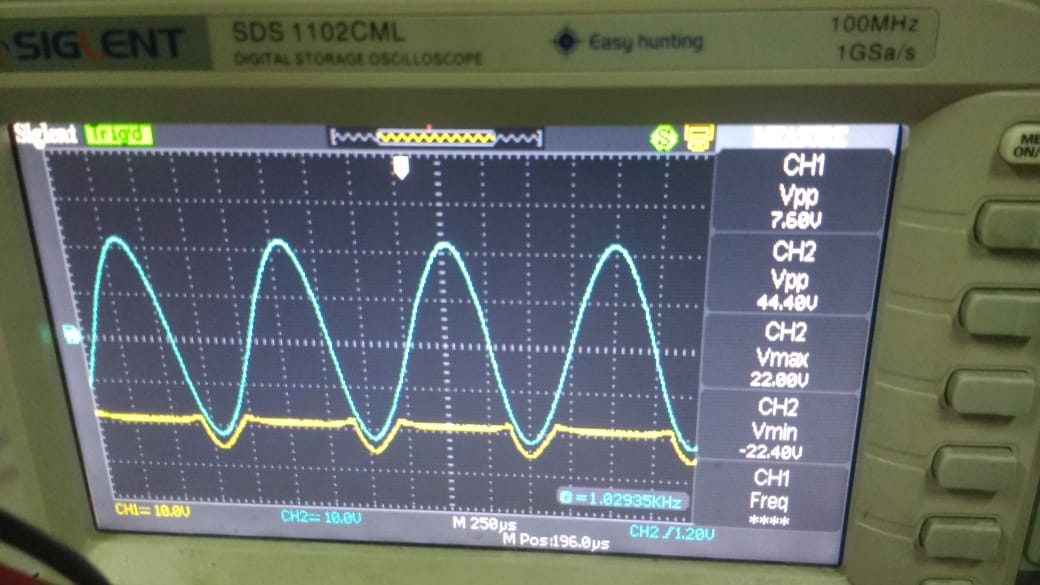 SIGLENT
SDS 1102CML
DIGITAL STORAGE OSCILLOSCOPE
Easy hunting
100MHz
1GSa/s
Siglent
Trig'd
MEASURE
CH1
Vpp
7.60V
CH2
Vpp
44.40V
CH2
Vmax
22.00V
CH2
Vmin
-22.40V
CH1
Freq
****
=1.02935KHz
CH1 10.0V
CH2 10.0V
M 250µs
M Pos:196.0µs
CH2 /1.20V
ME
ON/